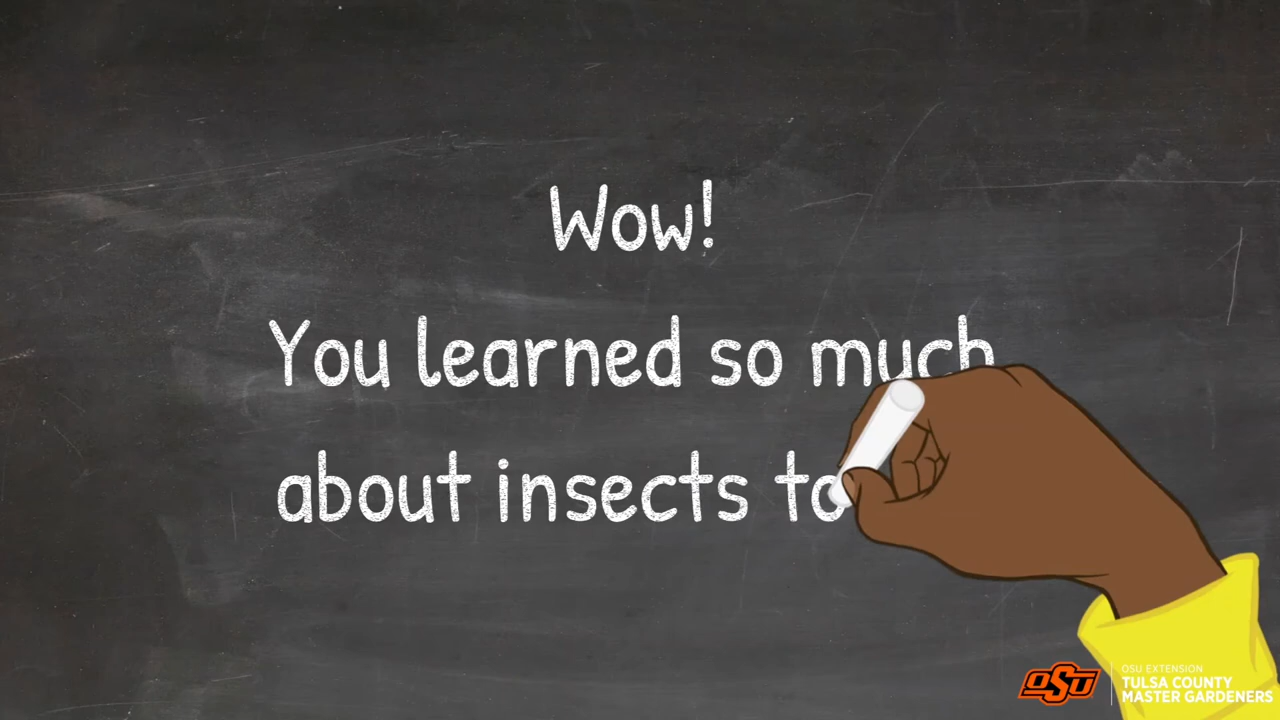 Wow!
You learned so much
about insects to
OSU
OSU EXTENSION
TULSA COUNTY
MASTER GARDENERS